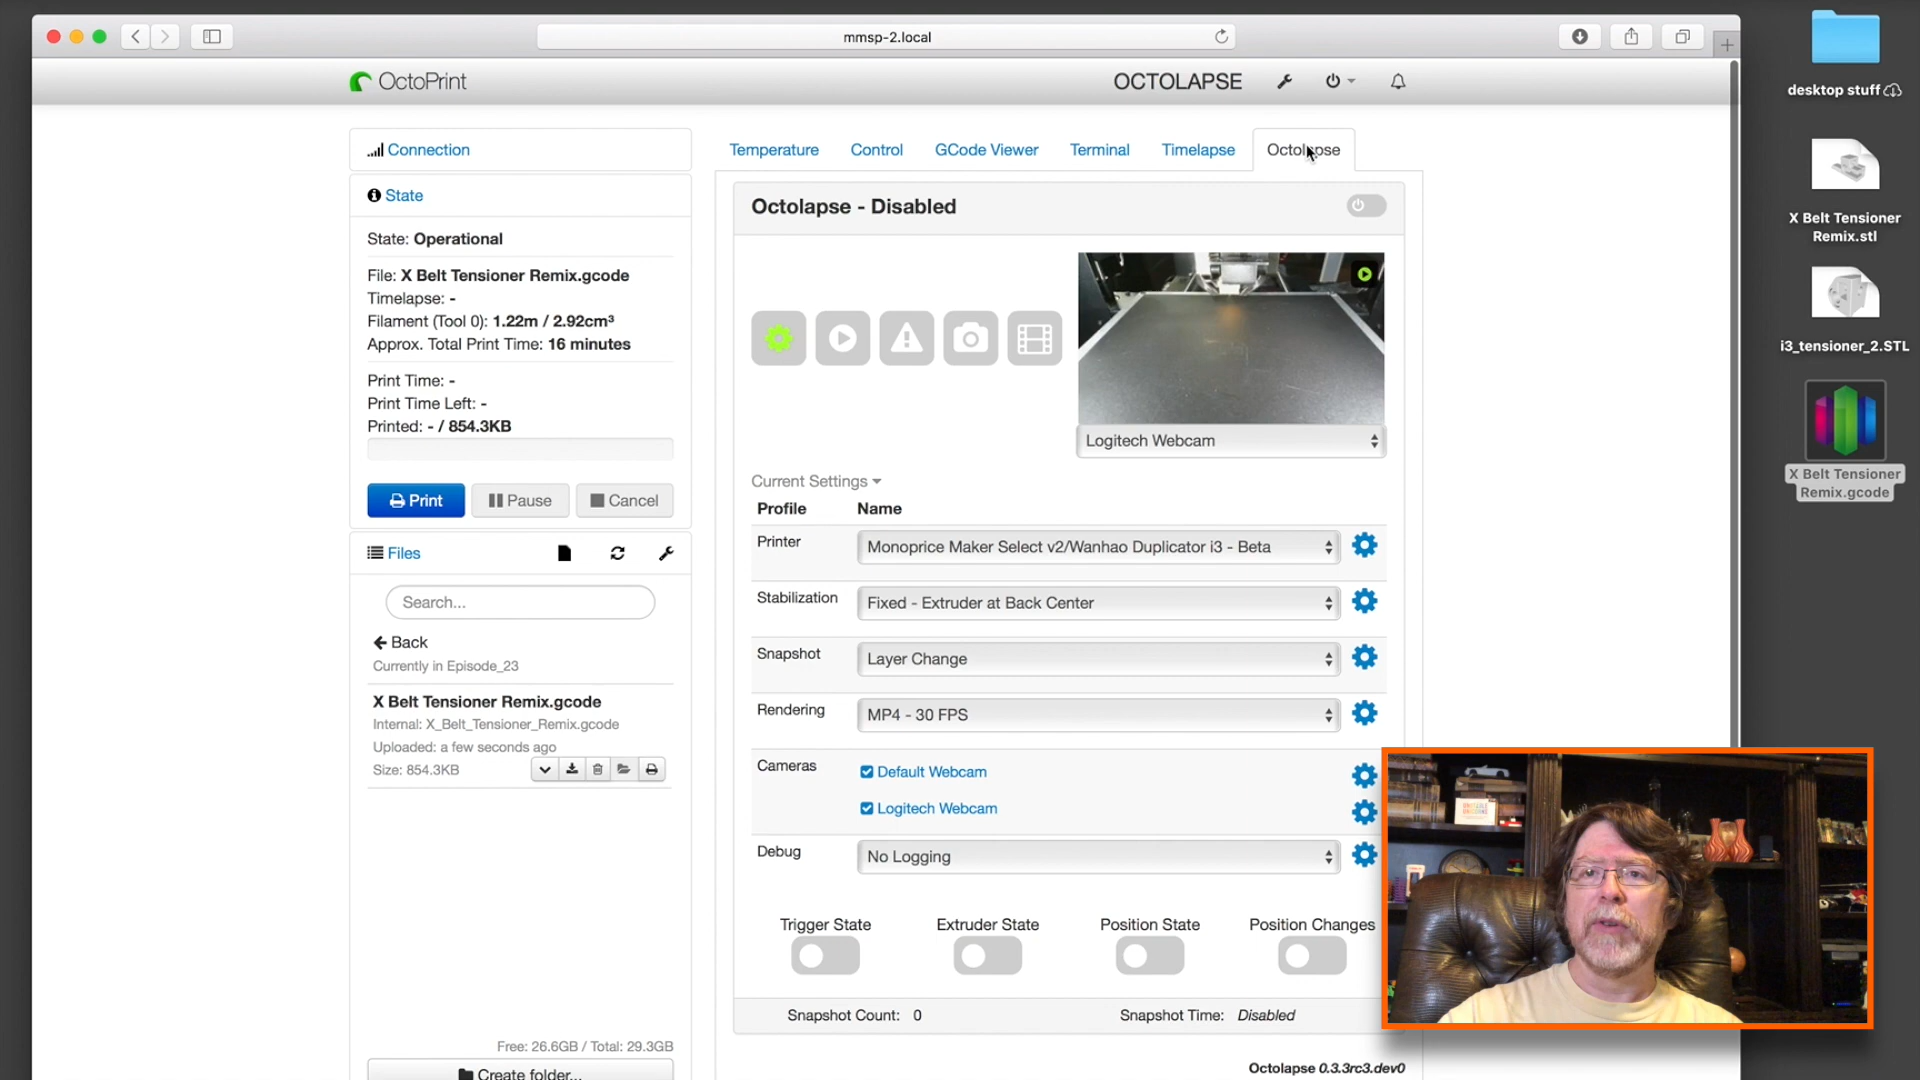 mmsp-2.local
desktop stuff
OctoPrint
OCTOLAPSE
Connection
Temperature
Control
GCode Viewer
Terminal
Timelapse
Octolapse
State
Octolapse - Disabled
State: Operational
File: X Belt Tensioner Remix.gcode
Timelapse: -
Filament (Tool 0): 1.22m / 2.92cm³
Approx. Total Print Time: 16 minutes
Print Time: -
Print Time Left: -
Printed: - / 854.3KB
Print
Pause
Cancel
Logitech Webcam
Current Settings
Profile
Name
Printer
Monoprice Maker Select v2/Wanhao Duplicator i3 - Beta
Stabilization
Fixed - Extruder at Back Center
Snapshot
Layer Change
Rendering
MP4 - 30 FPS
Cameras
Default Webcam
Logitech Webcam
Debug
No Logging
Trigger State
Extruder State
Position State
Position Changes
Snapshot Count: 0
Snapshot Time: Disabled
Octolapse 0.3.3rc3.dev0
Files
Search...
Back
Currently in Episode_23
X Belt Tensioner Remix.gcode
Internal: X_Belt_Tensioner_Remix.gcode
Uploaded: a few seconds ago
Size: 854.3KB
Free: 26.6GB / Total: 29.3GB
Create folder...
X Belt Tensioner
Remix.stl
i3_tensioner_2.STL
X Belt Tensioner
Remix.gcode